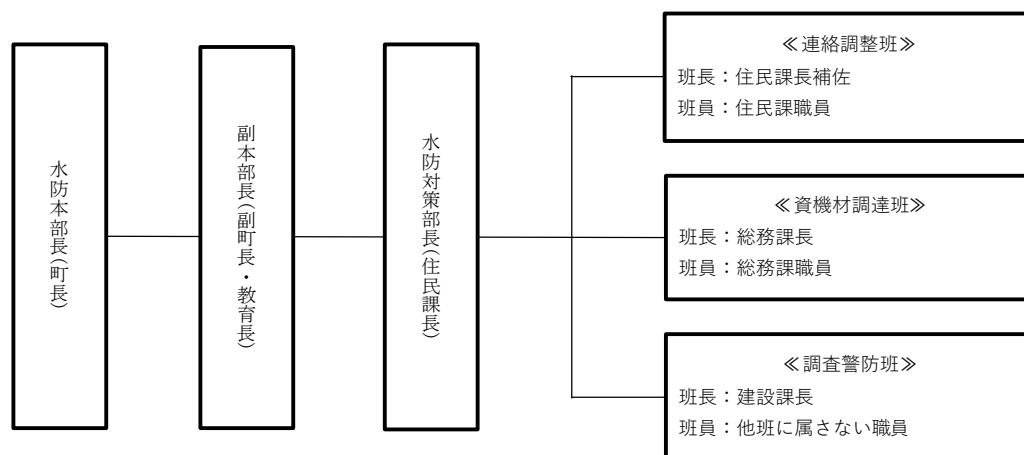 水防本部長(町長)
副本部長(副町長・教育長)
水防対策部長(住民課長)
≪連絡調整班≫
班長：住民課長補佐
班員：住民課職員
≪資機材調達班≫
班長：総務課長
班員：総務課職員
≪調査警防班≫
班長：建設課長
班員：他班に属さない職員